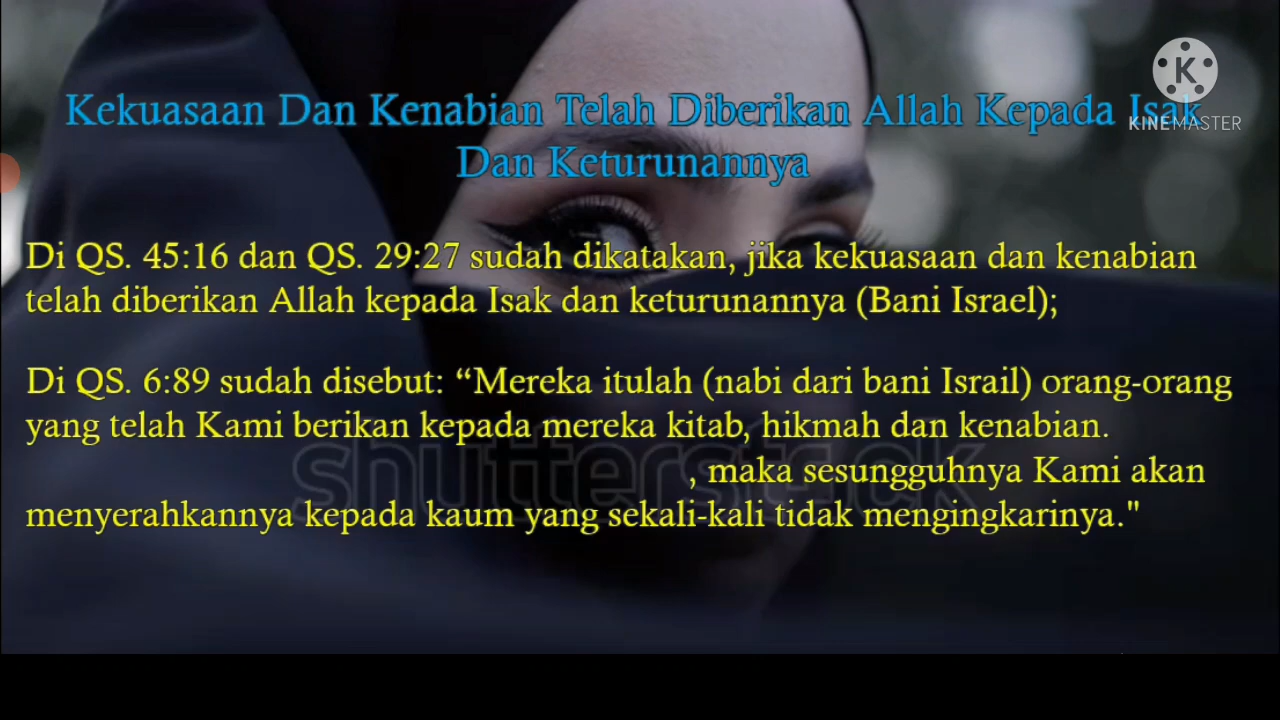 Kekuasaan Dan Kenabian Telah Diberikan Allah Kepada Isak
Dan Keturunannya
K
KINEMASTER
Di QS. 45:16 dan QS. 29:27 sudah dikatakan, jika kekuasaan dan kenabian
telah diberikan Allah kepada Isak dan keturunannya (Bani Israel);
Di QS. 6:89 sudah disebut: “Mereka itulah (nabi dari bani Israil) orang-orang
yang telah Kami berikan kepada mereka kitab, hikmah dan kenabian.
, maka sesungguhnya Kami akan
menyerahkannya kepada kaum yang sekali-kali tidak mengingkarinya."
shutterstock